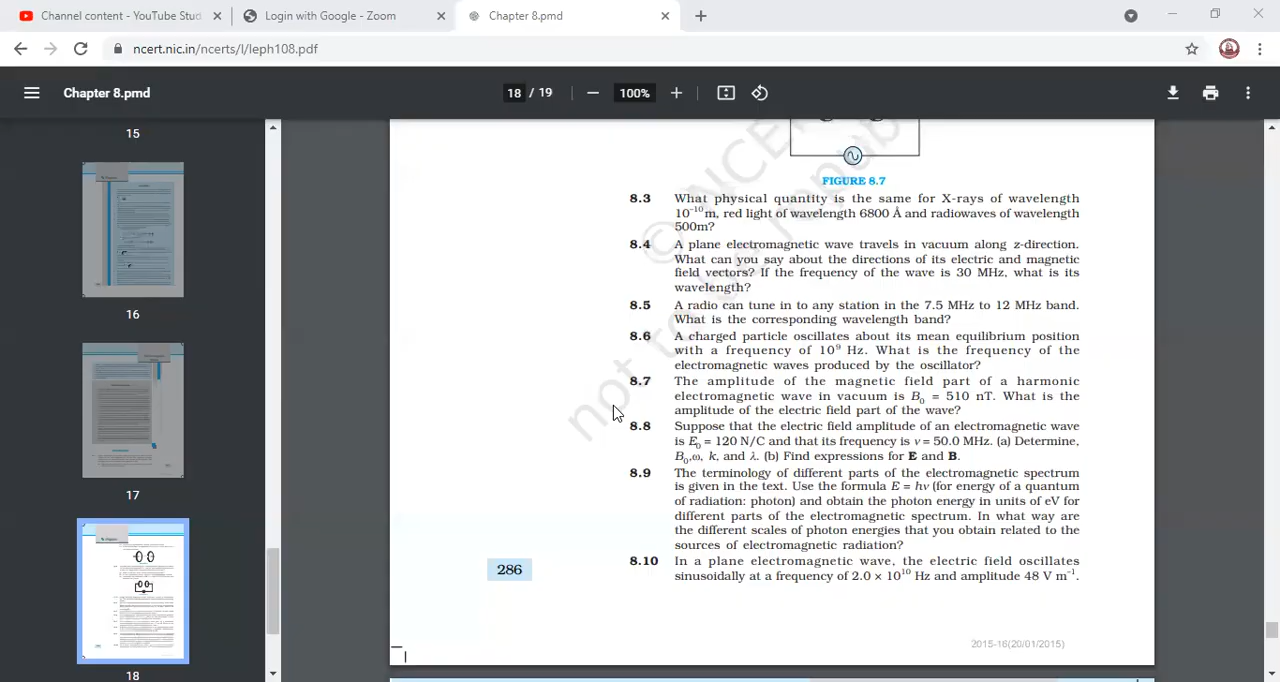 Channel content - YouTube Stud
Login with Google - Zoom
Chapter 8.pmd
ncert.nic.in/ncerts/l/leph108.pdf
Chapter 8.pmd
18 / 19
100%
15
16
17
18
© NCERT
not to be republ
FIGURE 8.7
8.3 What physical quantity is the same for X-rays of wavelength
10⁻¹⁰m, red light of wavelength 6800 Å and radiowaves of wavelength
500m?
8.4 A plane electromagnetic wave travels in vacuum along z-direction.
What can you say about the directions of its electric and magnetic
field vectors? If the frequency of the wave is 30 MHz, what is its
wavelength?
8.5 A radio can tune in to any station in the 7.5 MHz to 12 MHz band.
What is the corresponding wavelength band?
8.6 A charged particle oscillates about its mean equilibrium position
with a frequency of 10⁹ Hz. What is the frequency of the
electromagnetic waves produced by the oscillator?
8.7 The amplitude of the magnetic field part of a harmonic
electromagnetic wave in vacuum is B₀ = 510 nT. What is the
amplitude of the electric field part of the wave?
8.8 Suppose that the electric field amplitude of an electromagnetic wave
is E₀ = 120 N/C and that its frequency is ν = 50.0 MHz. (a) Determine,
B₀,ω, k, and λ. (b) Find expressions for E and B.
8.9 The terminology of different parts of the electromagnetic spectrum
is given in the text. Use the formula E = hν (for energy of a quantum
of radiation: photon) and obtain the photon energy in units of eV for
different parts of the electromagnetic spectrum. In what way are
the different scales of photon energies that you obtain related to the
sources of electromagnetic radiation?
8.10 In a plane electromagnetic wave, the electric field oscillates
sinusoidally at a frequency of 2.0 × 10¹⁰ Hz and amplitude 48 V m⁻¹.
286
2015-16(20/01/2015)